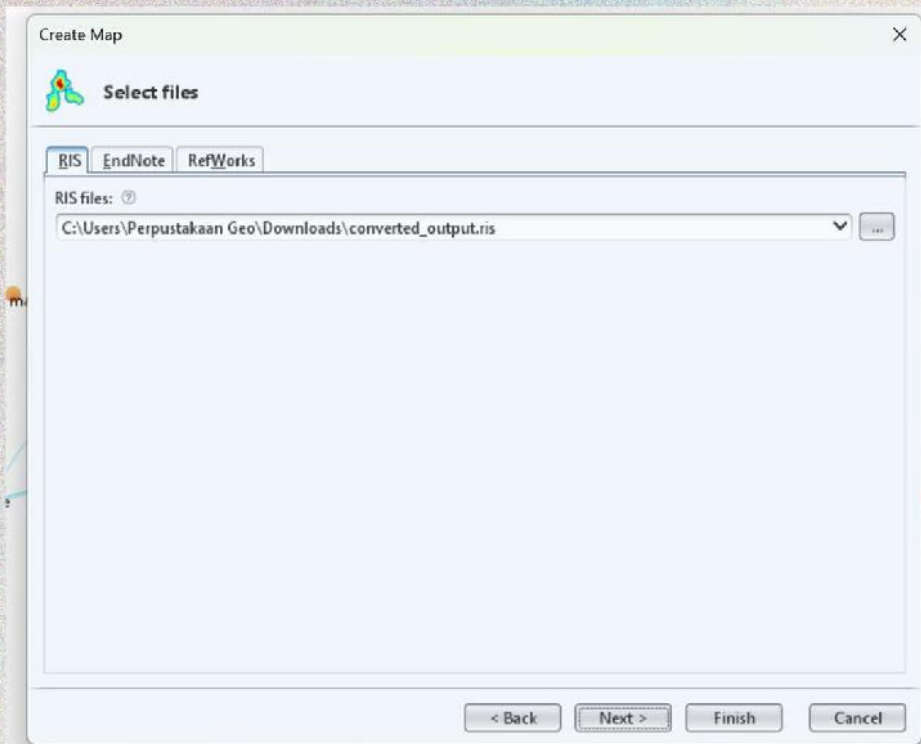 Create Map
Select files
RIS EndNote RefWorks
RIS files:
C:\Users\Perpustakaan Geo\Downloads\converted_output.ris
...
ma
e
< Back Next > Finish Cancel